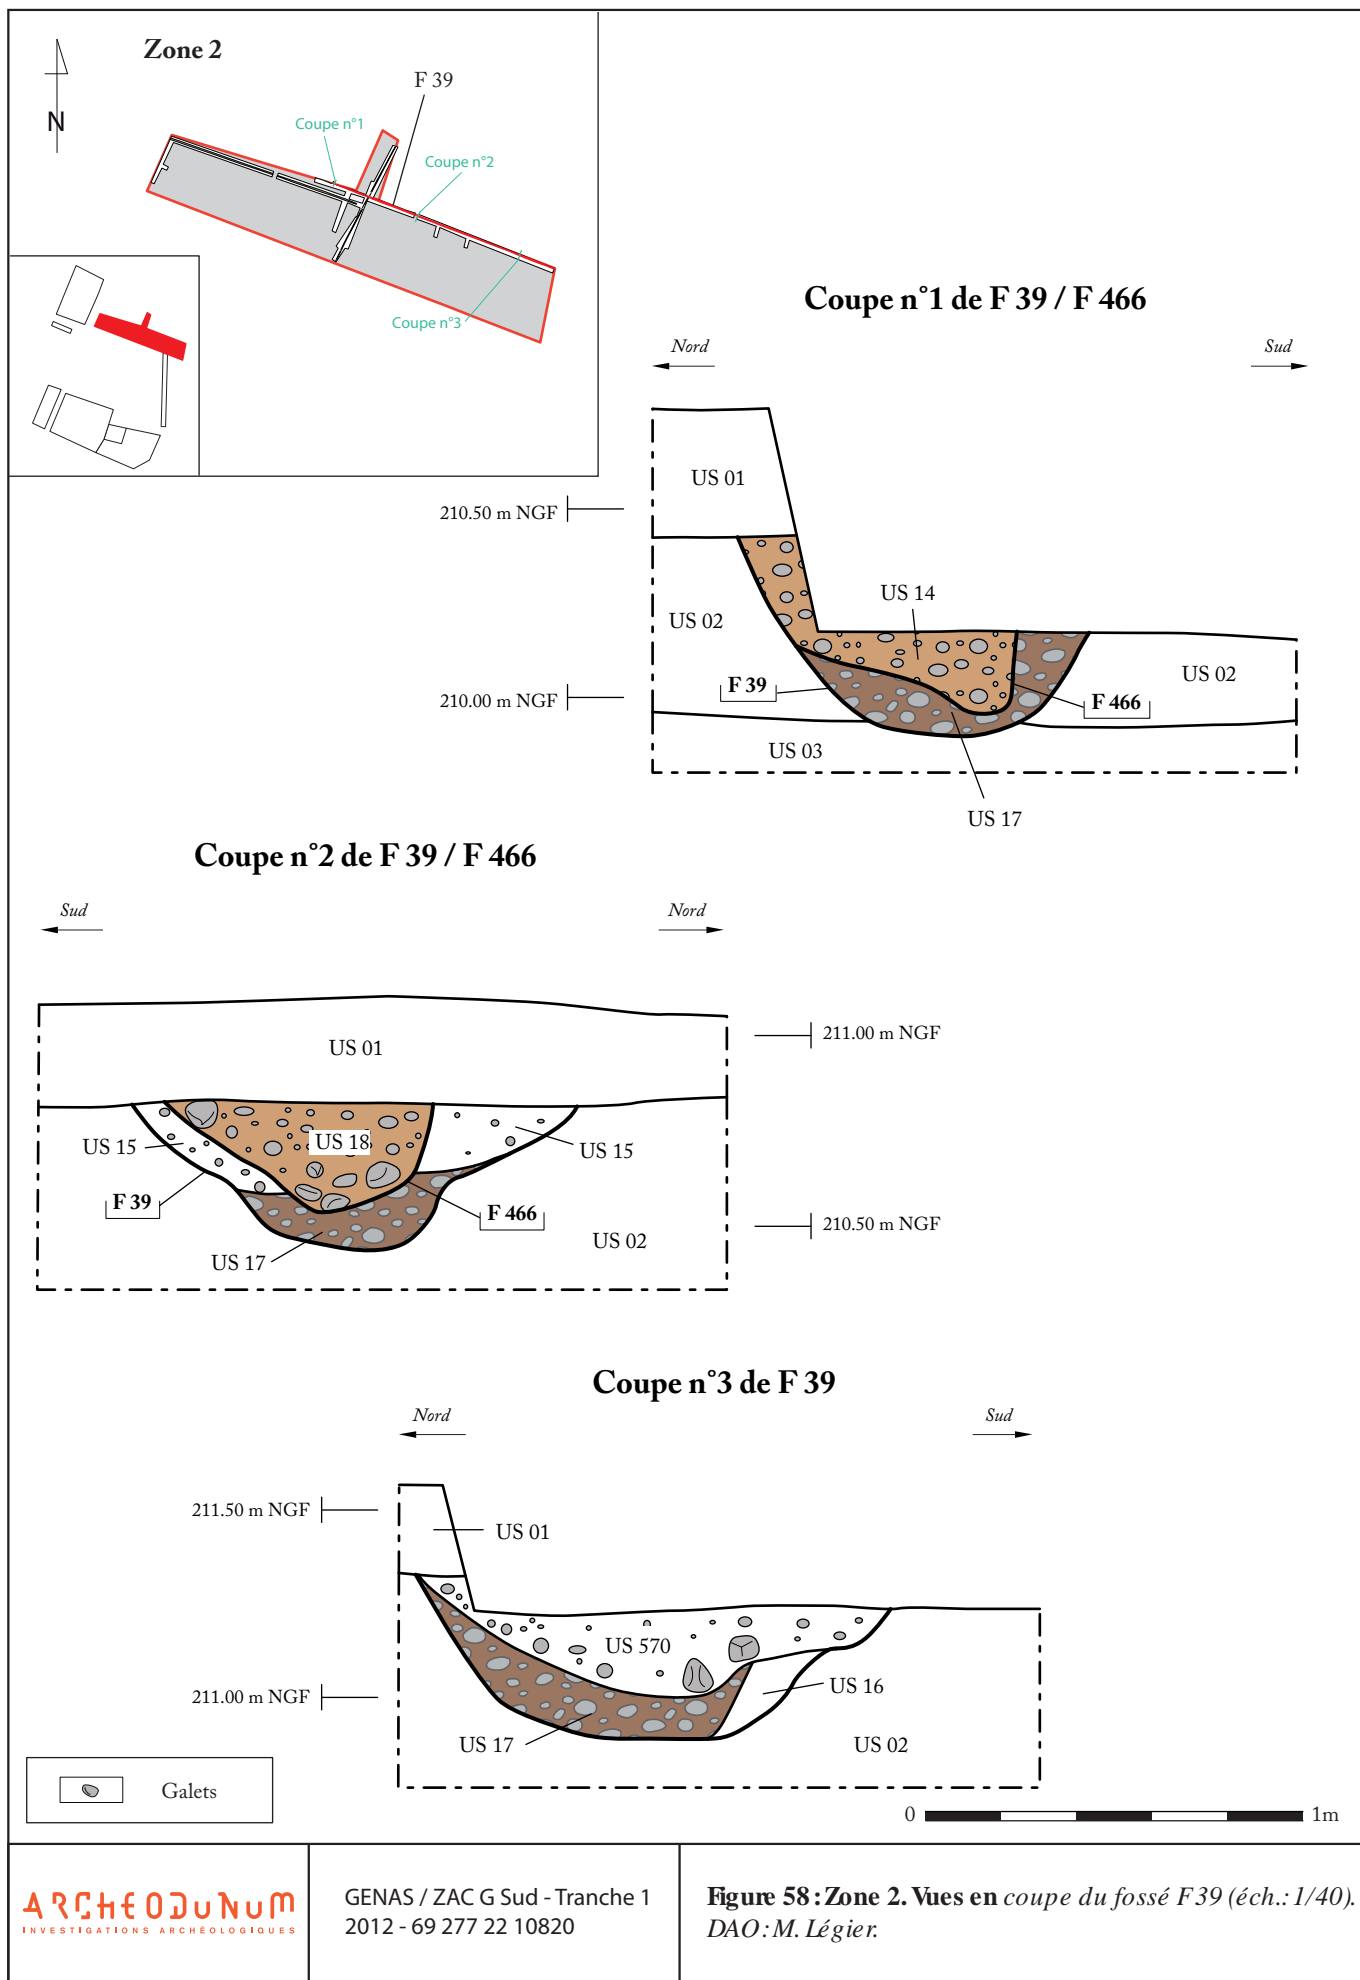 Zone 2
F 39
N
Coupe n°1
Coupe n°2
Coupe n°3
Coupe n°1 de F 39 / F 466
Nord
Sud
US 01
210.50 m NGF
US 14
US 02
US 02
F 39
F 466
210.00 m NGF
US 03
US 17
Coupe n°2 de F 39 / F 466
Sud
Nord
211.00 m NGF
US 01
US 18
US 15
US 15
F 39
F 466
210.50 m NGF
US 02
US 17
Coupe n°3 de F 39
Nord
Sud
211.50 m NGF
US 01
US 570
US 16
211.00 m NGF
US 17
US 02
Galets
0
1m
ARCHEODUNUM
INVESTIGATIONS ARCHÉOLOGIQUES
GENAS / ZAC G Sud - Tranche 1
2012 - 69 277 22 10820
Figure 58 : Zone 2. Vues en coupe du fossé F 39 (éch.: 1/40).
DAO : M. Légier.